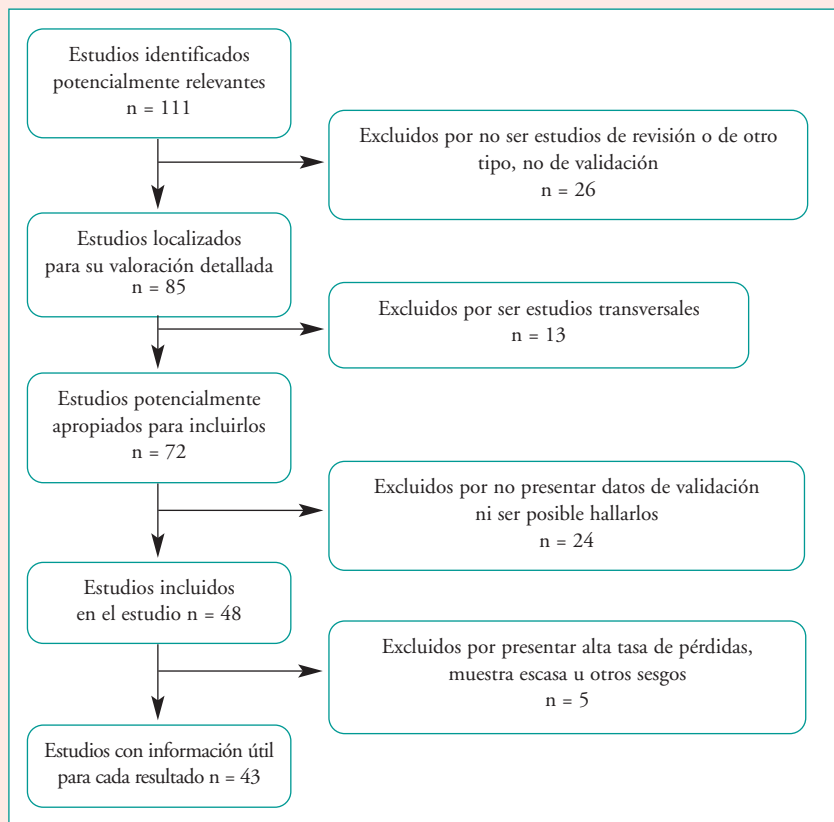 Estudios identificados
potencialmente relevantes
n = 111
Excluidos por no ser estudios de revisión o de otro
tipo, no de validación
n = 26
Estudios localizados
para su valoración detallada
n = 85
Excluidos por ser estudios transversales
n = 13
Estudios potencialmente
apropiados para incluirlos
n = 72
Excluidos por no presentar datos de validación
ni ser posible hallarlos
n = 24
Estudios incluidos
en el estudio n = 48
Excluidos por presentar alta tasa de pérdidas,
muestra escasa u otros sesgos
n = 5
Estudios con información útil
para cada resultado n = 43